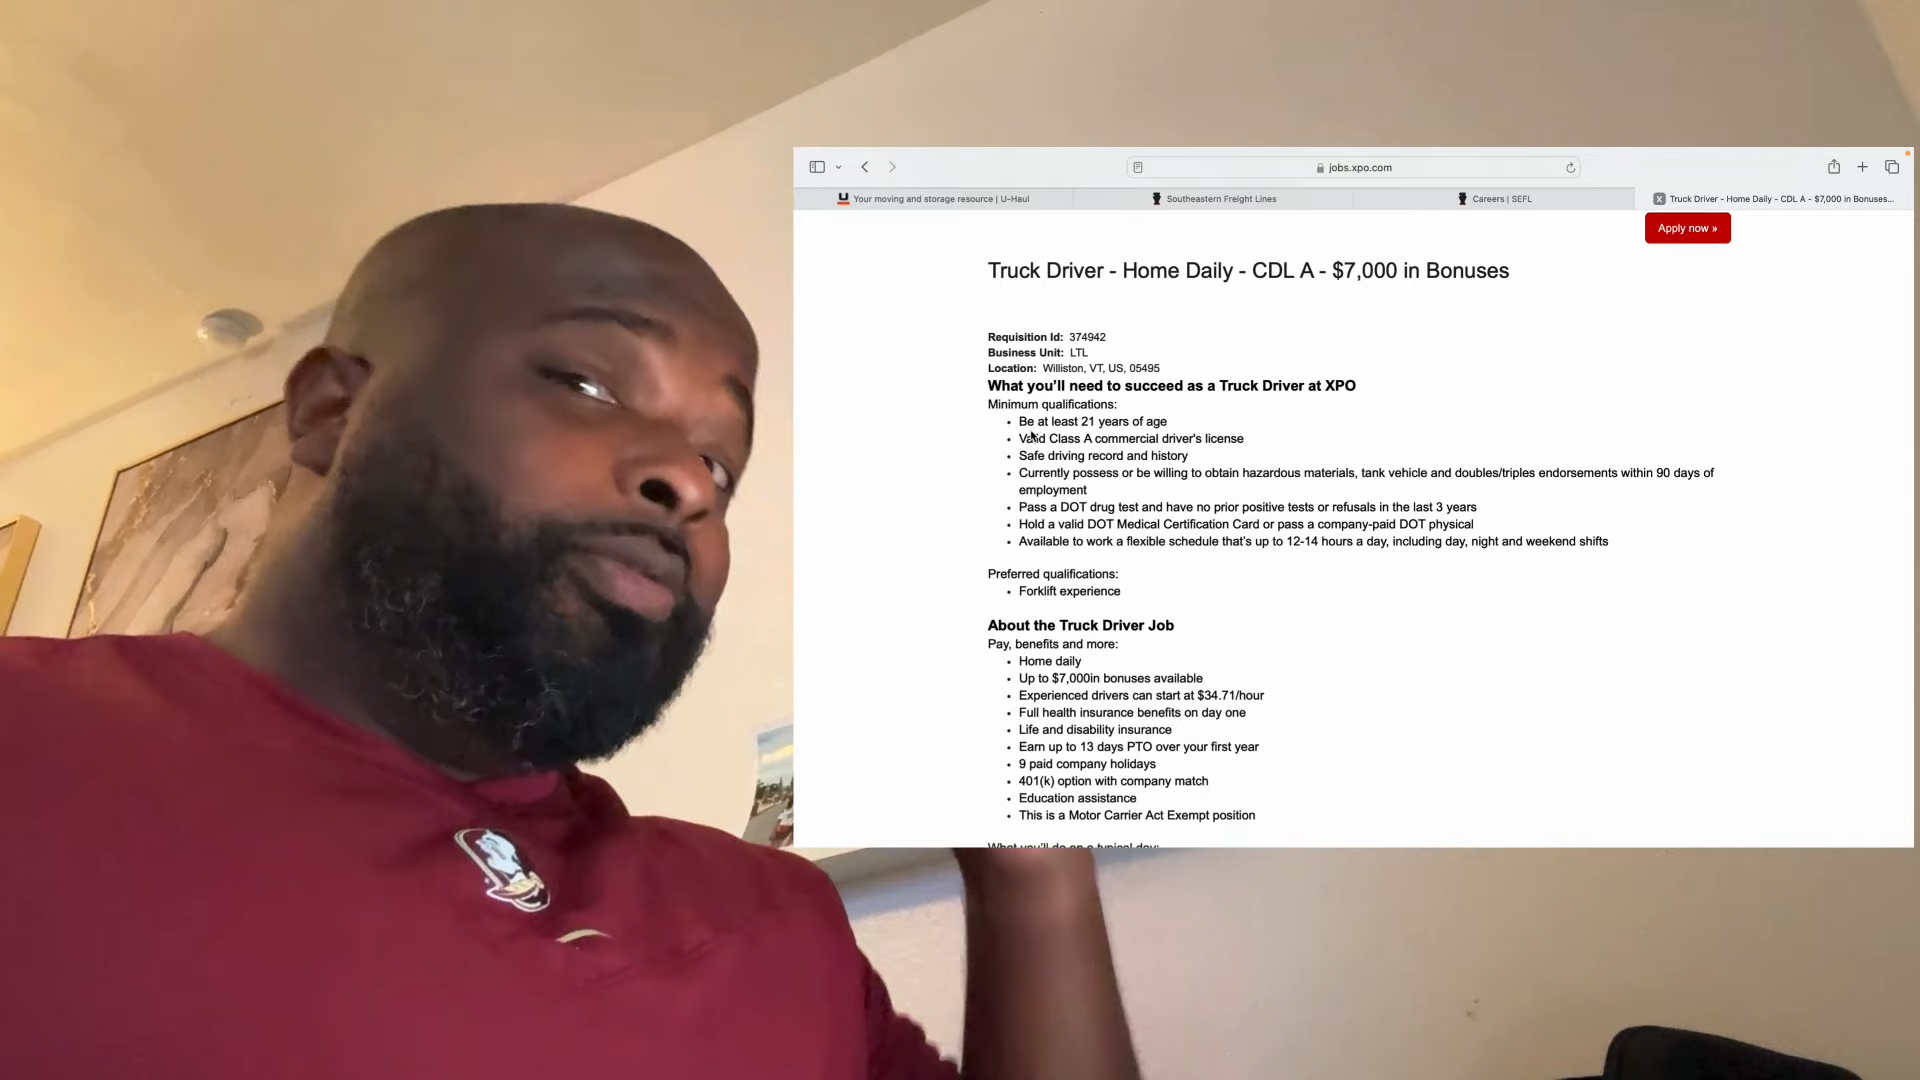 jobs.xpo.com
Your moving and storage resource | U-Haul
Southeastern Freight Lines
Careers | SEFL
X Truck Driver - Home Daily - CDL A - $7,000 in Bonuses...
Apply now »
Truck Driver - Home Daily - CDL A - $7,000 in Bonuses
Requisition Id: 374942
Business Unit: LTL
Location: Williston, VT, US, 05495
What you'll need to succeed as a Truck Driver at XPO
Minimum qualifications:
• Be at least 21 years of age
• Valid Class A commercial driver's license
• Safe driving record and history
• Currently possess or be willing to obtain hazardous materials, tank vehicle and doubles/triples endorsements within 90 days of
employment
• Pass a DOT drug test and have no prior positive tests or refusals in the last 3 years
• Hold a valid DOT Medical Certification Card or pass a company-paid DOT physical
• Available to work a flexible schedule that's up to 12-14 hours a day, including day, night and weekend shifts
Preferred qualifications:
• Forklift experience
About the Truck Driver Job
Pay, benefits and more:
• Home daily
• Up to $7,000in bonuses available
• Experienced drivers can start at $34.71/hour
• Full health insurance benefits on day one
• Life and disability insurance
• Earn up to 13 days PTO over your first year
• 9 paid company holidays
• 401(k) option with company match
• Education assistance
• This is a Motor Carrier Act Exempt position
What you'll do on a typical day: